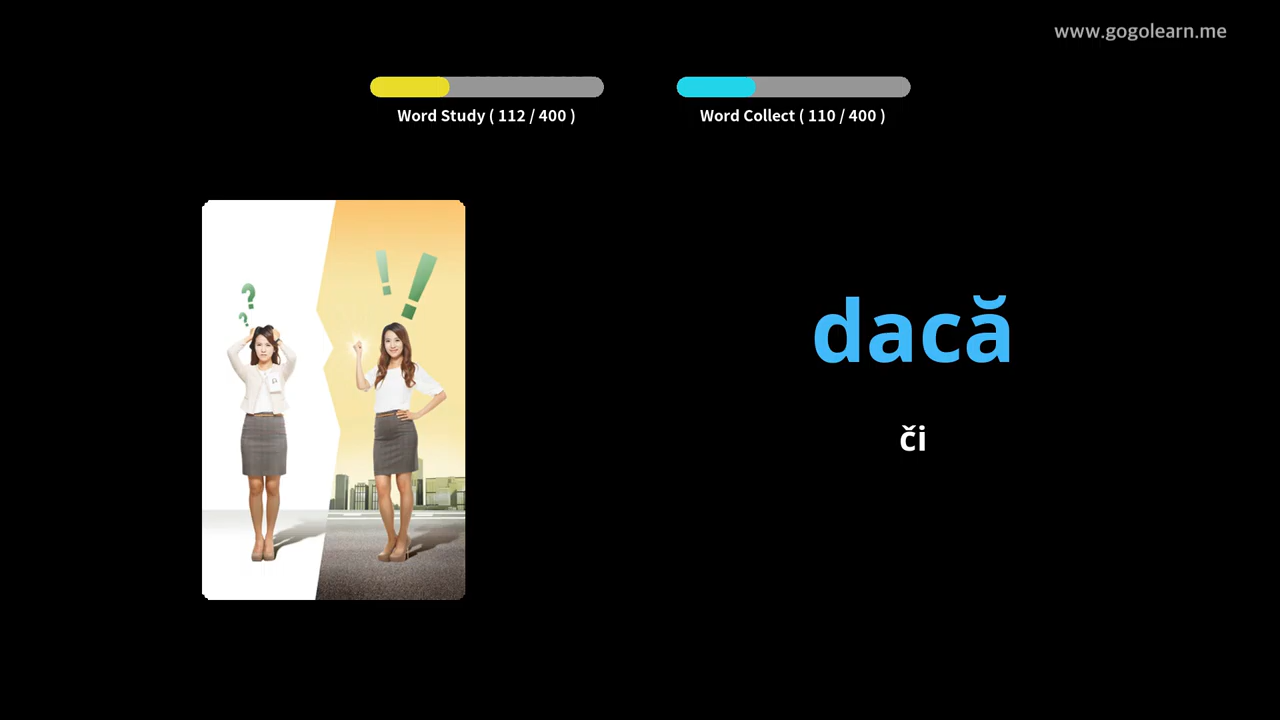 www.gogolearn.me
Word Study ( 112 / 400 )
Word Collect ( 110 / 400 )
? ?
! !
dacă
či